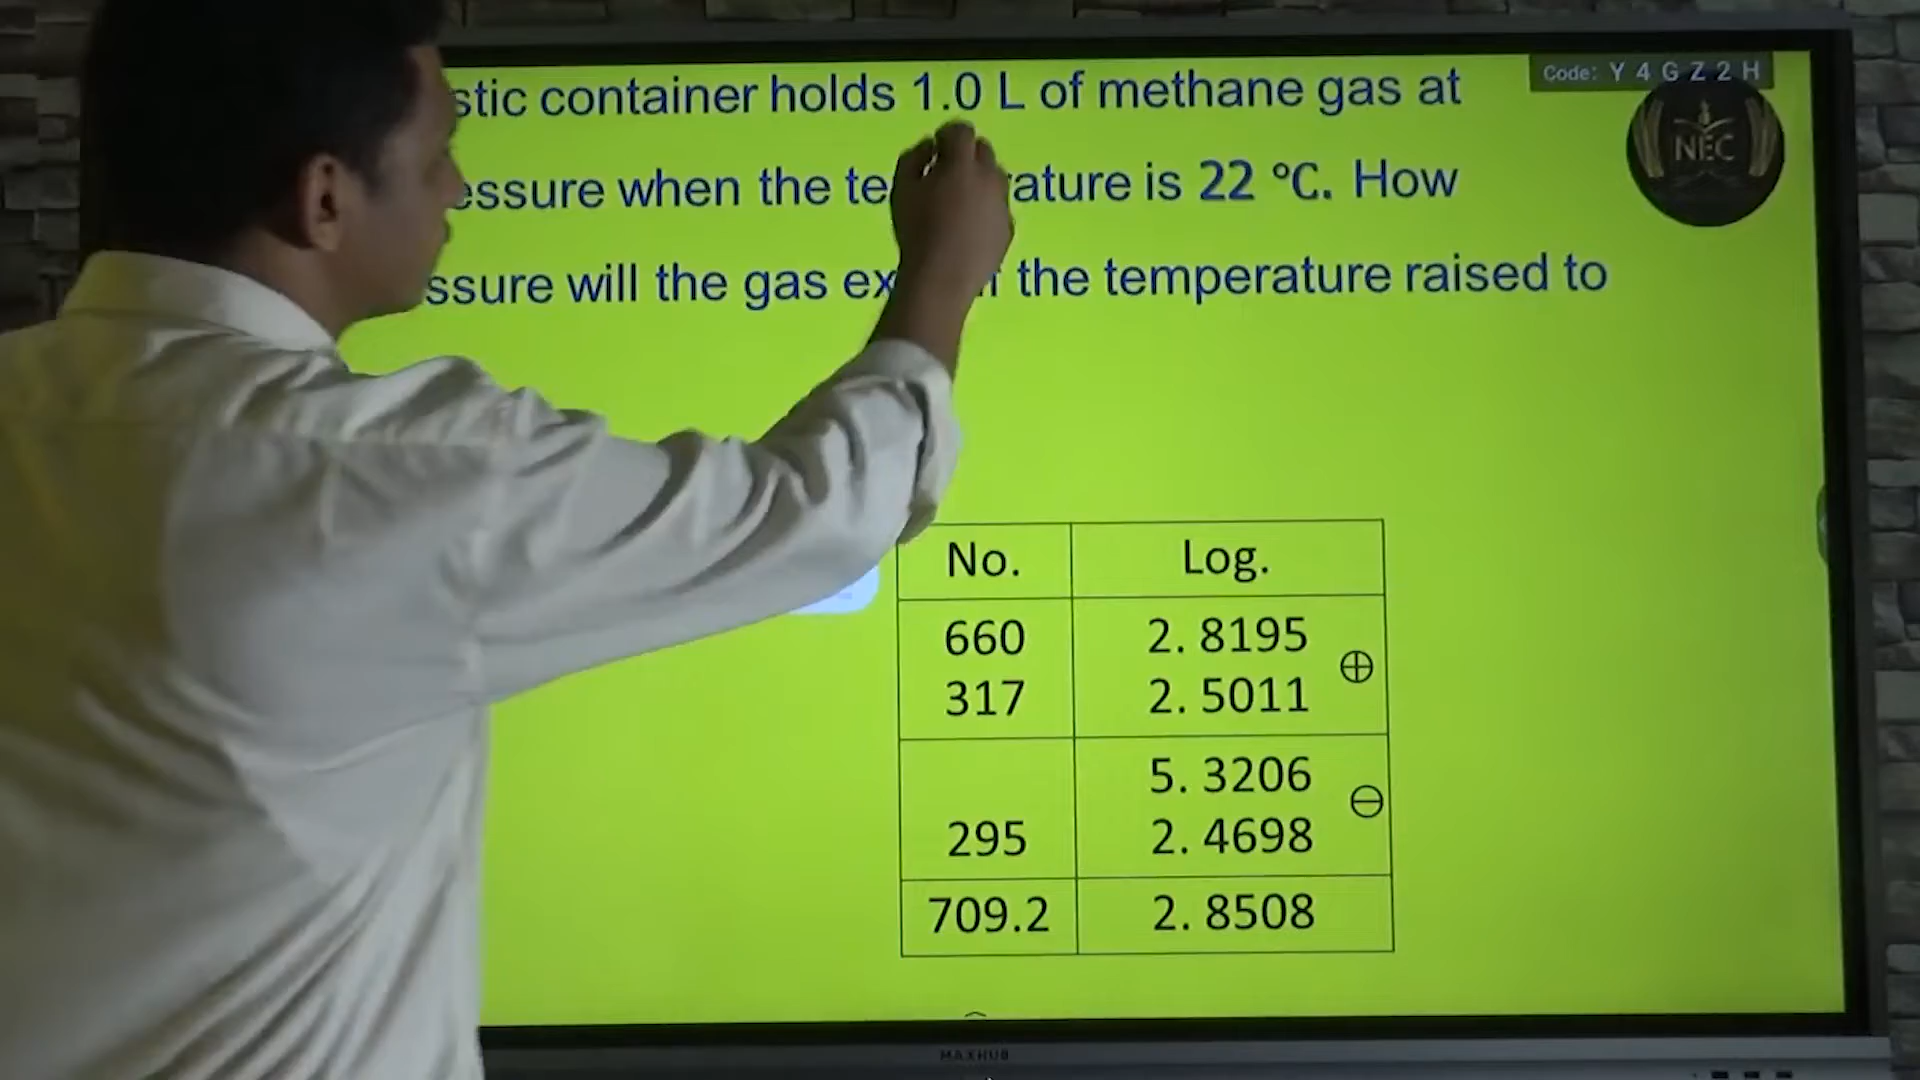 stic container holds 1.0 L of methane gas at
essure when the te ature is 22 °C. How
ssure will the gas ex the temperature raised to
Code: Y4GZ2H
NEC
No. Log.
660 2. 8195
317 2. 5011
⊕
5. 3206
295 2. 4698
⊖
709.2 2. 8508
MAXHUB